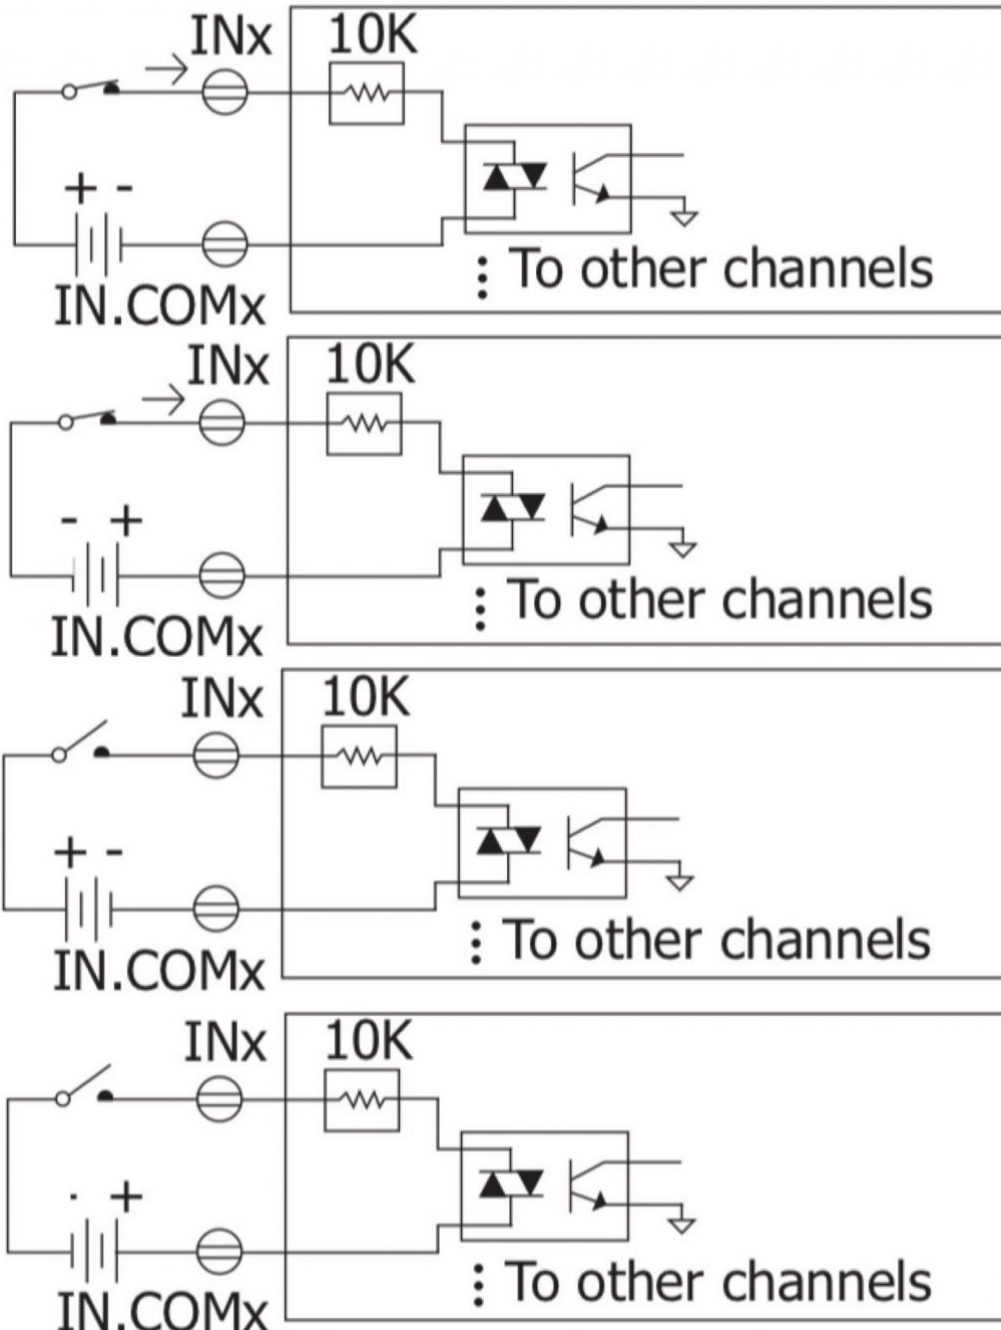 INx 10K
+ -
To other channels
IN.COMx
INx 10K
- +
To other channels
IN.COMx
INx 10K
+ -
To other channels
IN.COMx
INx 10K
- +
To other channels
IN.COMx